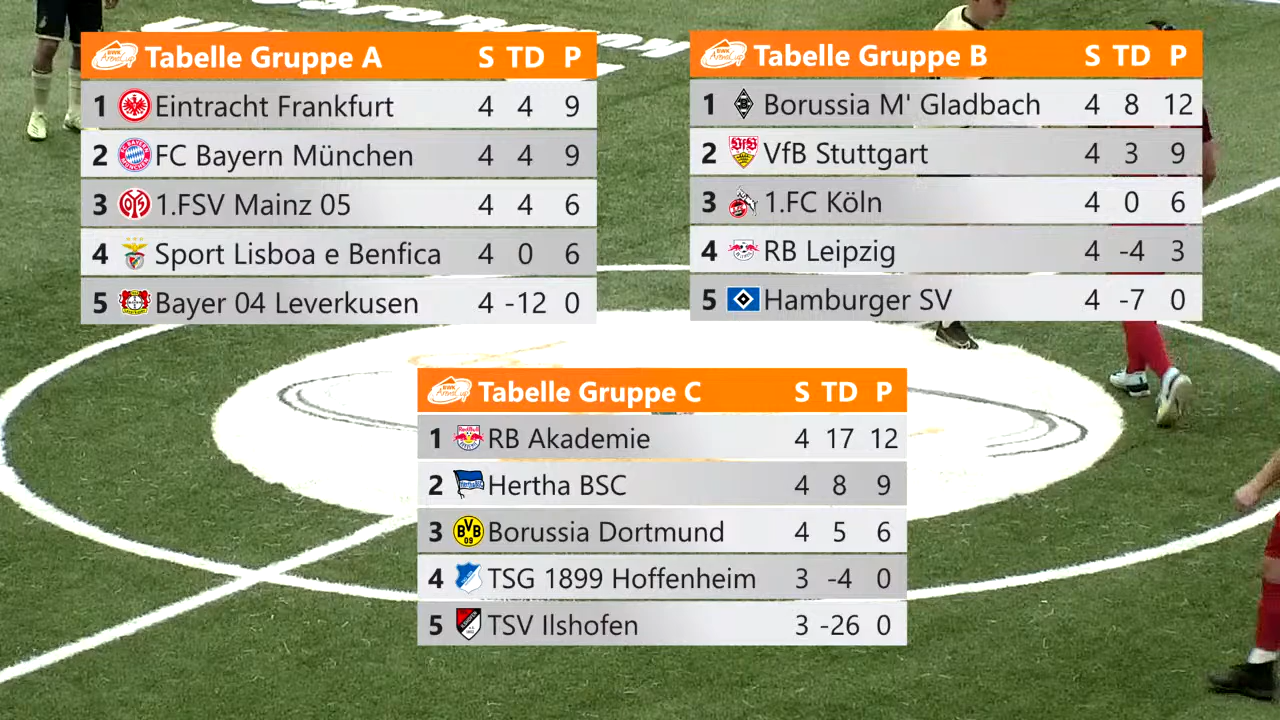 Tabelle Gruppe A S TD P
1 Eintracht Frankfurt 4 4 9
2 FC Bayern München 4 4 9
3 1.FSV Mainz 05 4 4 6
4 Sport Lisboa e Benfica 4 0 6
5 Bayer 04 Leverkusen 4 -12 0
Tabelle Gruppe B S TD P
1 Borussia M' Gladbach 4 8 12
2 VfB Stuttgart 4 3 9
3 1.FC Köln 4 0 6
4 RB Leipzig 4 -4 3
5 Hamburger SV 4 -7 0
Tabelle Gruppe C S TD P
1 RB Akademie 4 17 12
2 Hertha BSC 4 8 9
3 BVB 09 Borussia Dortmund 4 5 6
4 TSG 1899 Hoffenheim 3 -4 0
5 TSV Ilshofen 3 -26 0